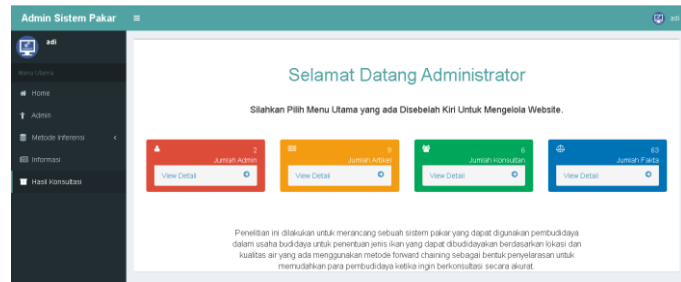 Admin Sistem Pakar
adi
adi
Menu Utama
Home
Admin
Metode Inferensi
Informasi
Hasil Konsultasi
Selamat Datang Administrator
Silahkan Pilih Menu Utama yang ada Disebelah Kiri Untuk Mengelola Website.
2
Jumlah Admin
View Detail
9
Jumlah Artikel
View Detail
6
Jumlah Konsultan
View Detail
63
Jumlah Fakta
View Detail
Penelitian ini dilakukan untuk merancang sebuah sistem pakar yang dapat digunakan pembudidaya
dalam usaha budidaya untuk penentuan jenis ikan yang dapat dibudidayakan berdasarkan lokasi dan
kualitas air yang ada menggunakan metode forward chaining sebagai bentuk penyelarasan untuk
memudahkan para pembudidaya ketika ingin berkonsultasi secara akurat.